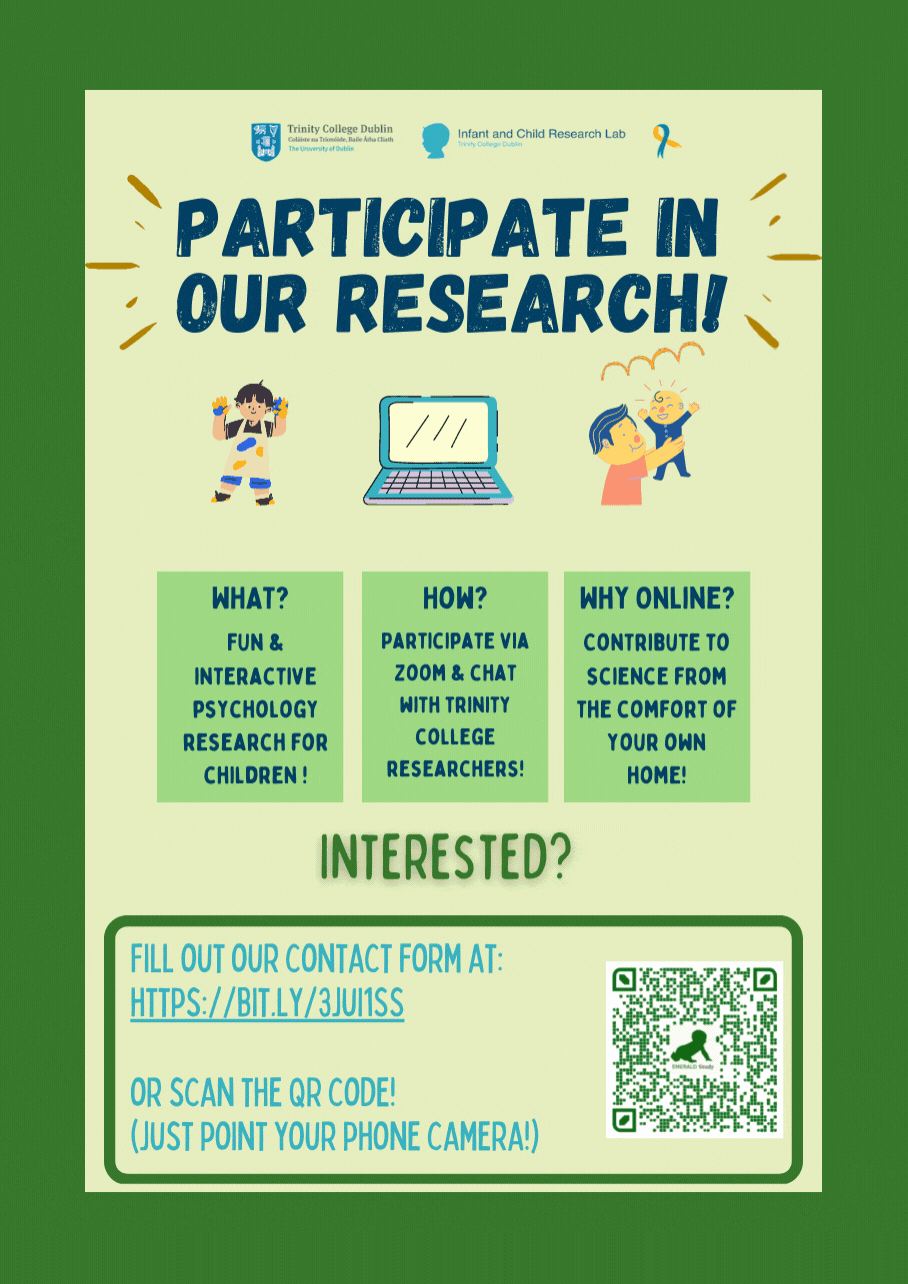 Trinity College Dublin
Coláiste na Tríonóide, Baile Átha Cliath
The University of Dublin
Infant and Child Research Lab
Trinity College Dublin
PARTICIPATE IN
OUR RESEARCH!
WHAT?
FUN &
INTERACTIVE
PSYCHOLOGY
RESEARCH FOR
CHILDREN !
HOW?
PARTICIPATE VIA
ZOOM & CHAT
WITH TRINITY
COLLEGE
RESEARCHERS!
WHY ONLINE?
CONTRIBUTE TO
SCIENCE FROM
THE COMFORT OF
YOUR OWN
HOME!
INTERESTED?
FILL OUT OUR CONTACT FORM AT:
HTTPS://BIT.LY/3JUI1SS
OR SCAN THE QR CODE!
(JUST POINT YOUR PHONE CAMERA!)
EMERALD Study